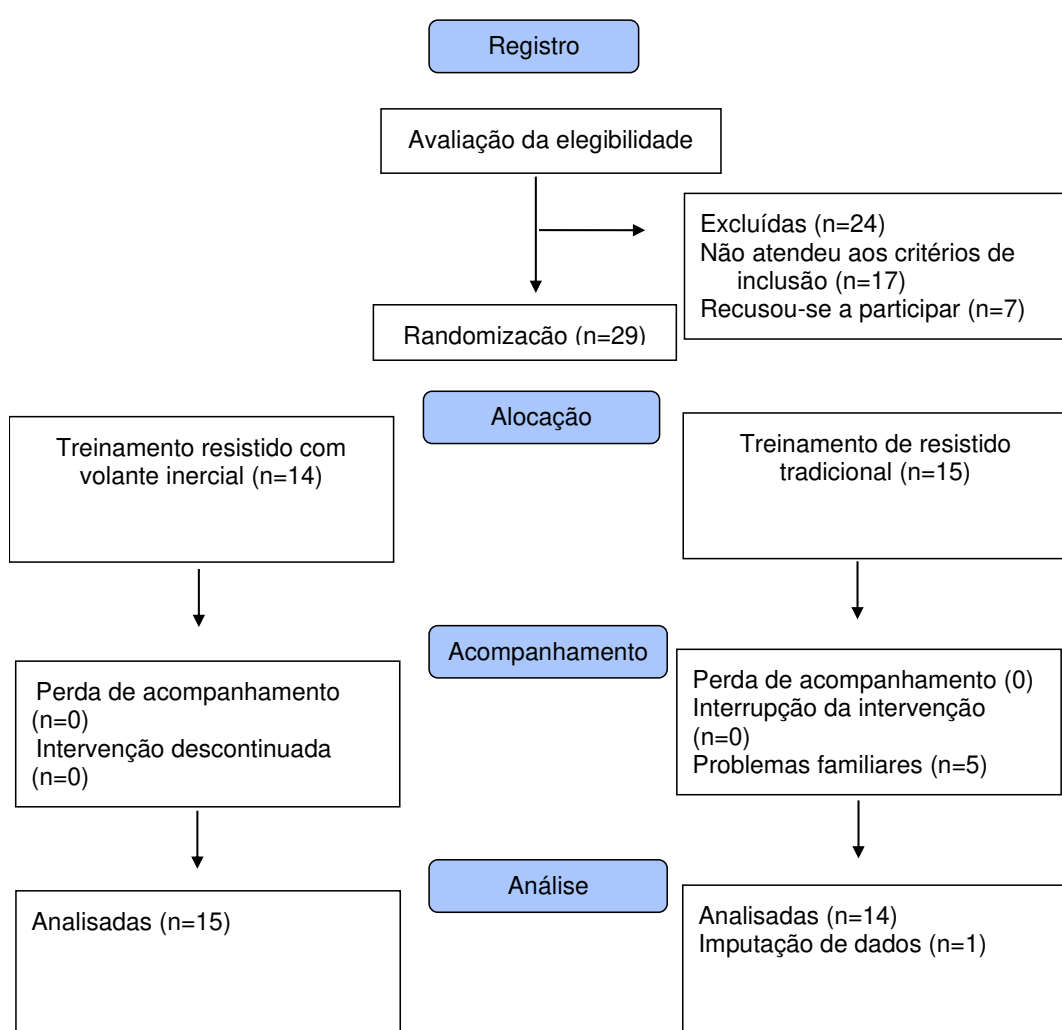 Registro
Avaliação da elegibilidade
Excluídas (n=24)
Não atendeu aos critérios de
inclusão (n=17)
Recusou-se a participar (n=7)
Randomização (n=29)
Alocação
Treinamento resistido com
volante inercial (n=14)
Treinamento de resistido
tradicional (n=15)
Acompanhamento
Perda de acompanhamento
(n=0)
Intervenção descontinuada
(n=0)
Perda de acompanhamento (0)
Interrupção da intervenção
(n=0)
Problemas familiares (n=5)
Análise
Analisadas (n=15)
Analisadas (n=14)
Imputação de dados (n=1)